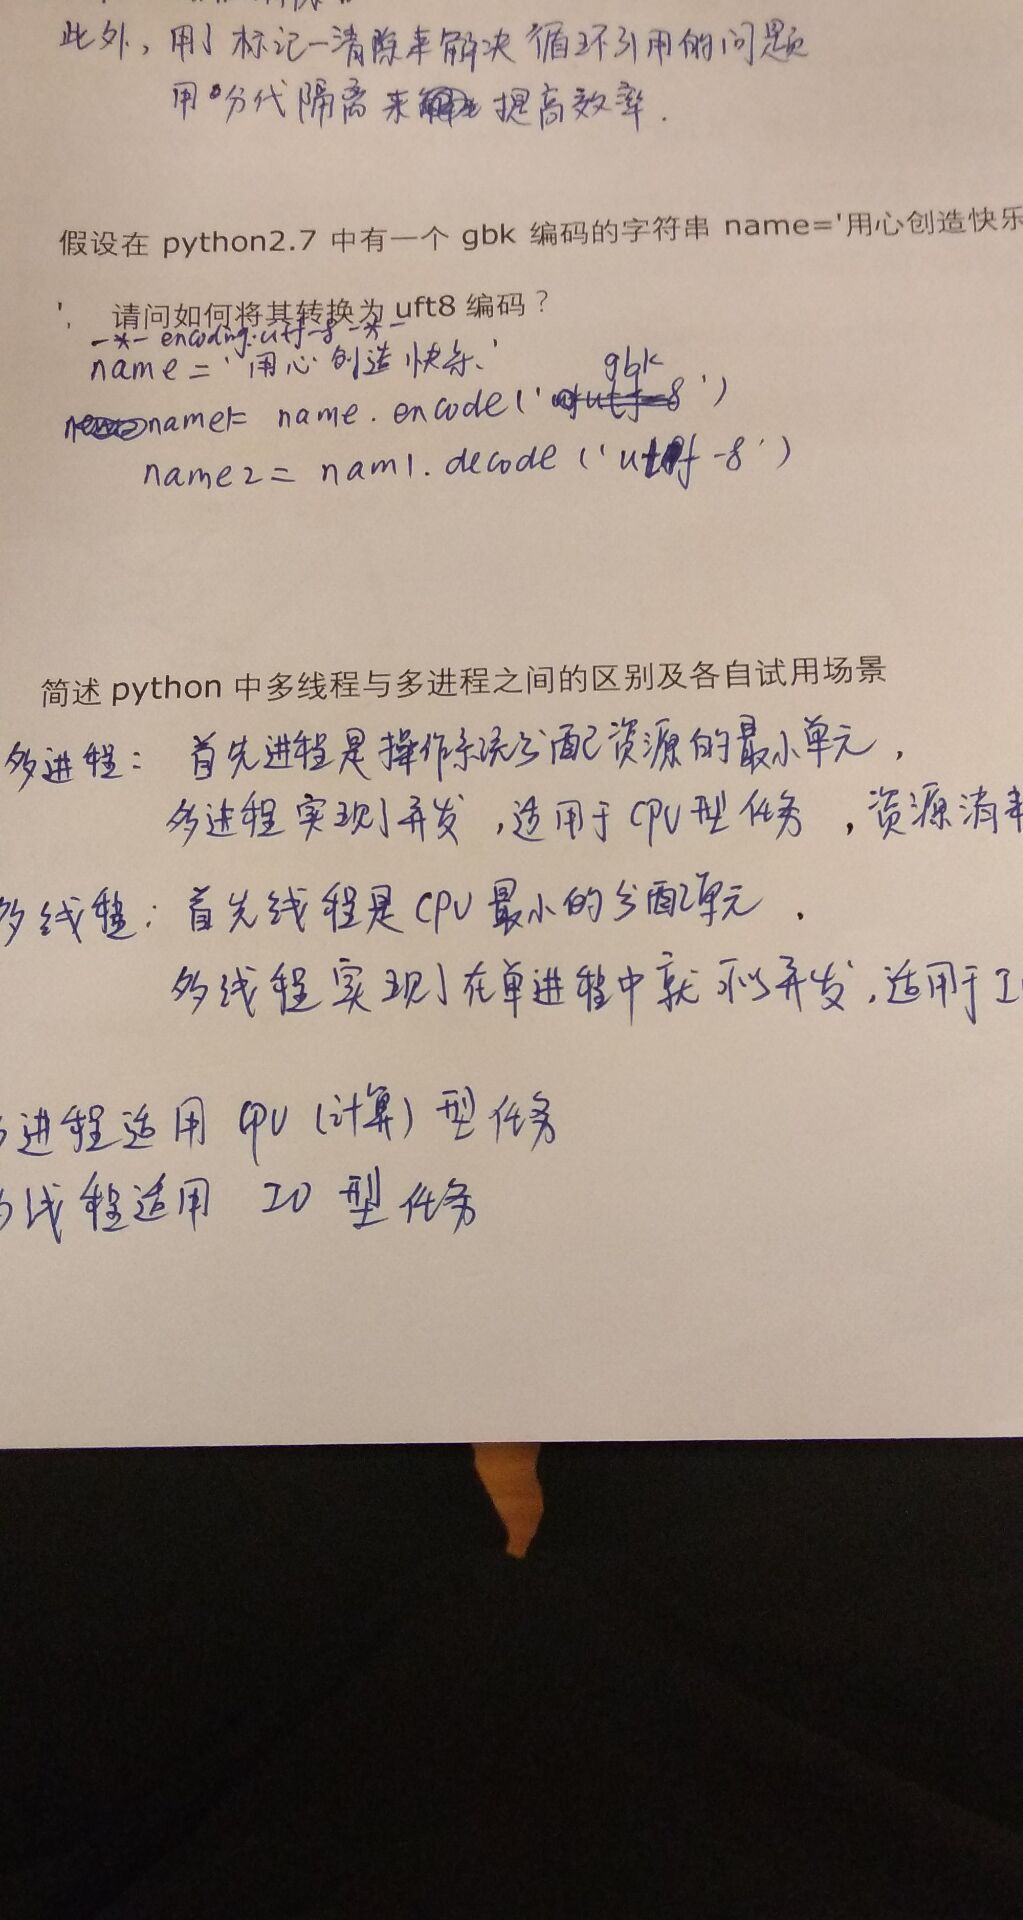 此外，用了标记—清除来解决循环引用的问题
用分代隔离来提高效率.
假设在 python2.7 中有一个 gbk 编码的字符串 name='用心创造快乐
', 请问如何将其转换为 uft8 编码？
-*- encoding:utf-8 -*-
name = '用心创造快乐'
name1= name.encode('gbk')
name2= nam1.decode('utf-8')
简述 python 中多线程与多进程之间的区别及各自试用场景
多进程: 首先进程是操作系统分配资源的最小单元,
多进程实现了并发,适用于CPU型任务,资源消耗
多线程: 首先线程是CPU最小的分配单元.
多线程实现了在单进程中就可以并发,适用于I
进程适用 CPU (计算) 型任务
线程适用 IO 型任务